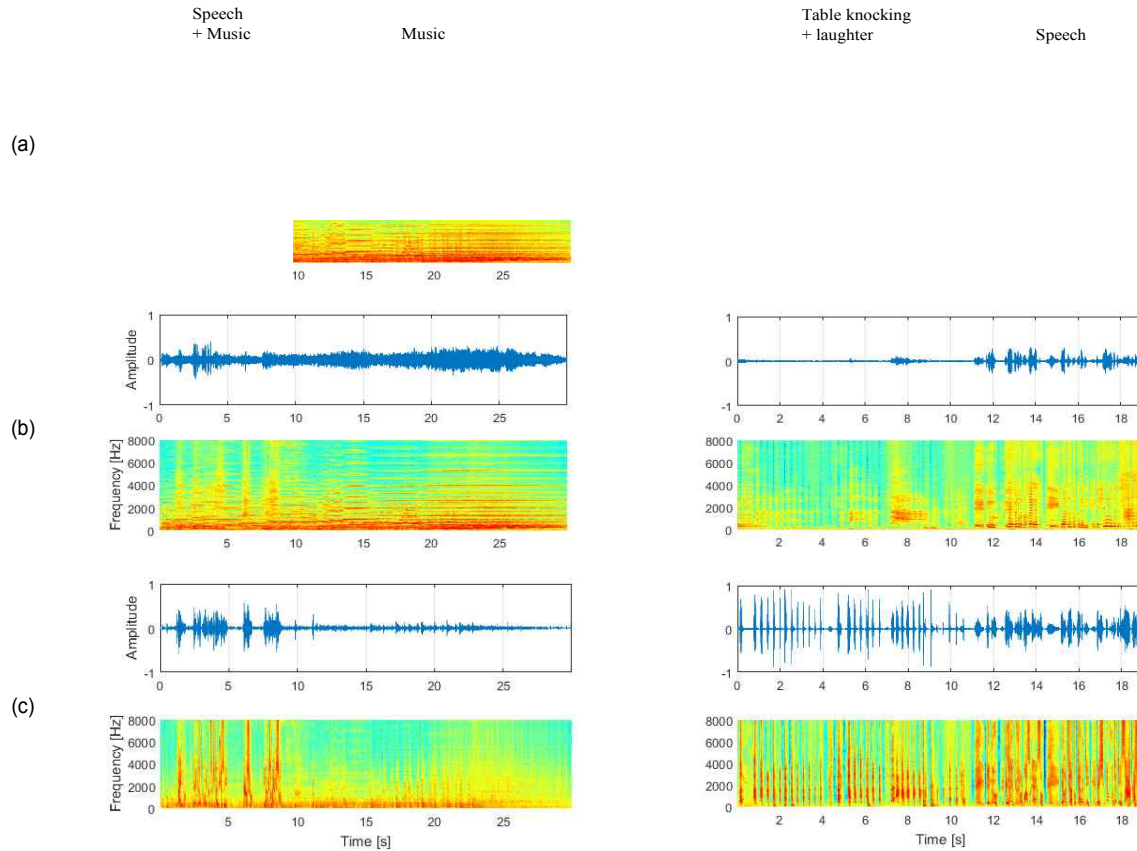 Speech
+ Music
Music
Table knocking
+ laughter
Speech
(a)
10 15 20 25
(b)
Amplitude
1
0
-1
0 5 10 15 20 25
1
0
-1
0 2 4 6 8 10 12 14 16 18
Frequency [Hz]
8000
6000
4000
2000
0
5 10 15 20 25
8000
6000
4000
2000
0
2 4 6 8 10 12 14 16 18
(c)
Amplitude
1
0
-1
0 5 10 15 20 25
1
0
-1
0 2 4 6 8 10 12 14 16 18
Frequency [Hz]
8000
6000
4000
2000
0
5 10 15 20 25
Time [s]
8000
6000
4000
2000
0
2 4 6 8 10 12 14 16 18
Time [s]